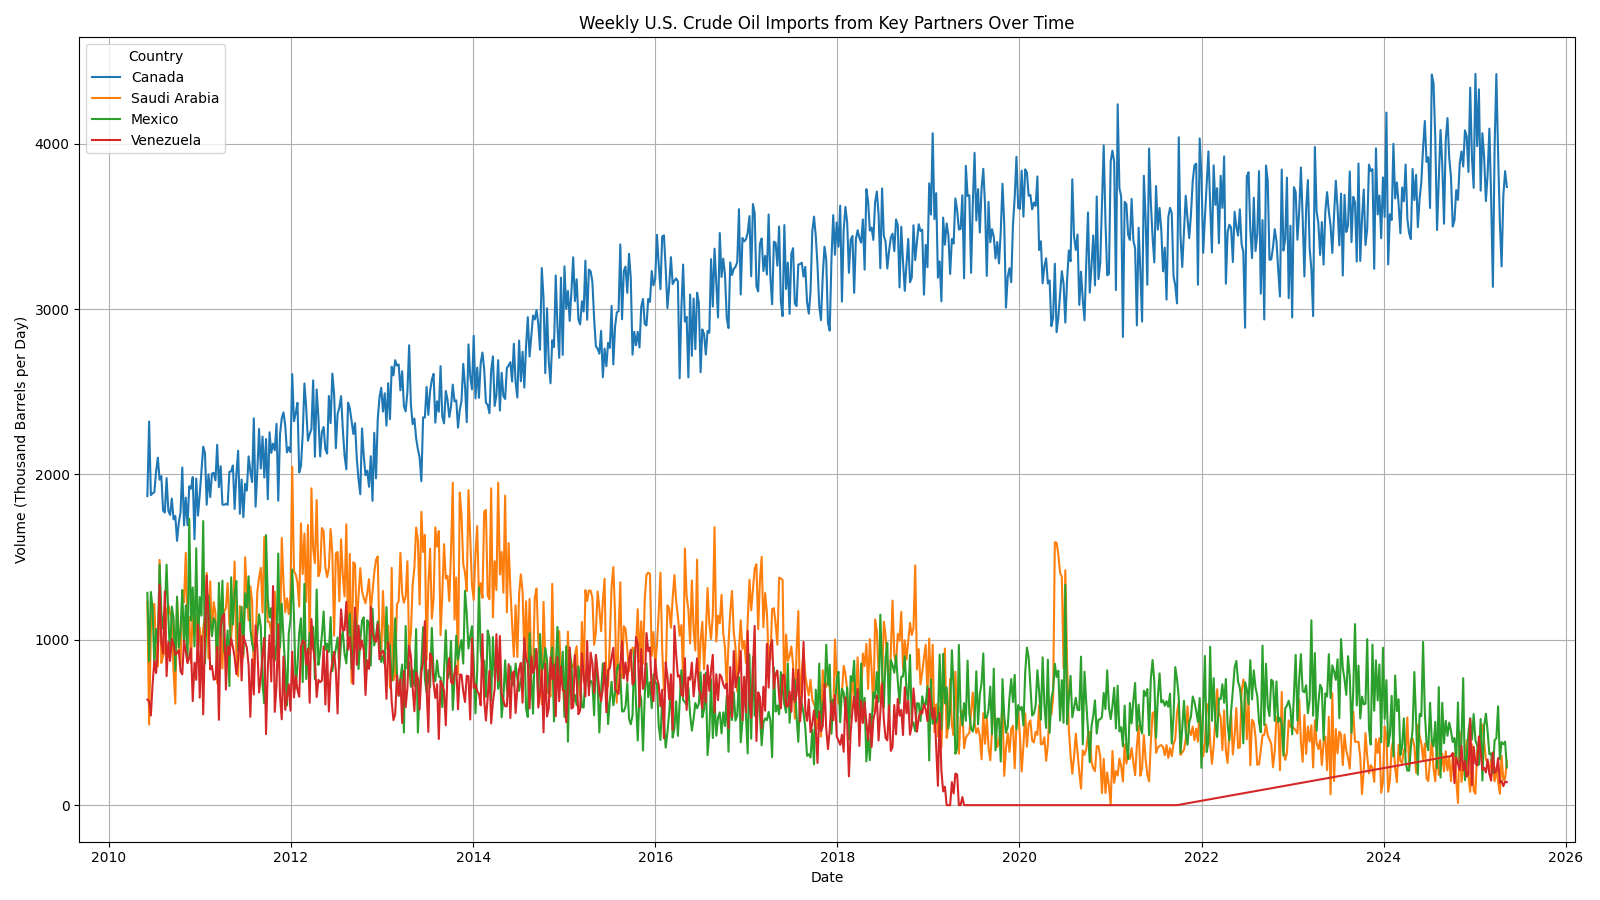 Weekly U.S. Crude Oil Imports from Key Partners Over Time
Country
Canada
Saudi Arabia
Mexico
Venezuela
Volume (Thousand Barrels per Day)
4000
3000
2000
1000
0
2010 2012 2014 2016 2018 2020 2022 2024 2026
Date